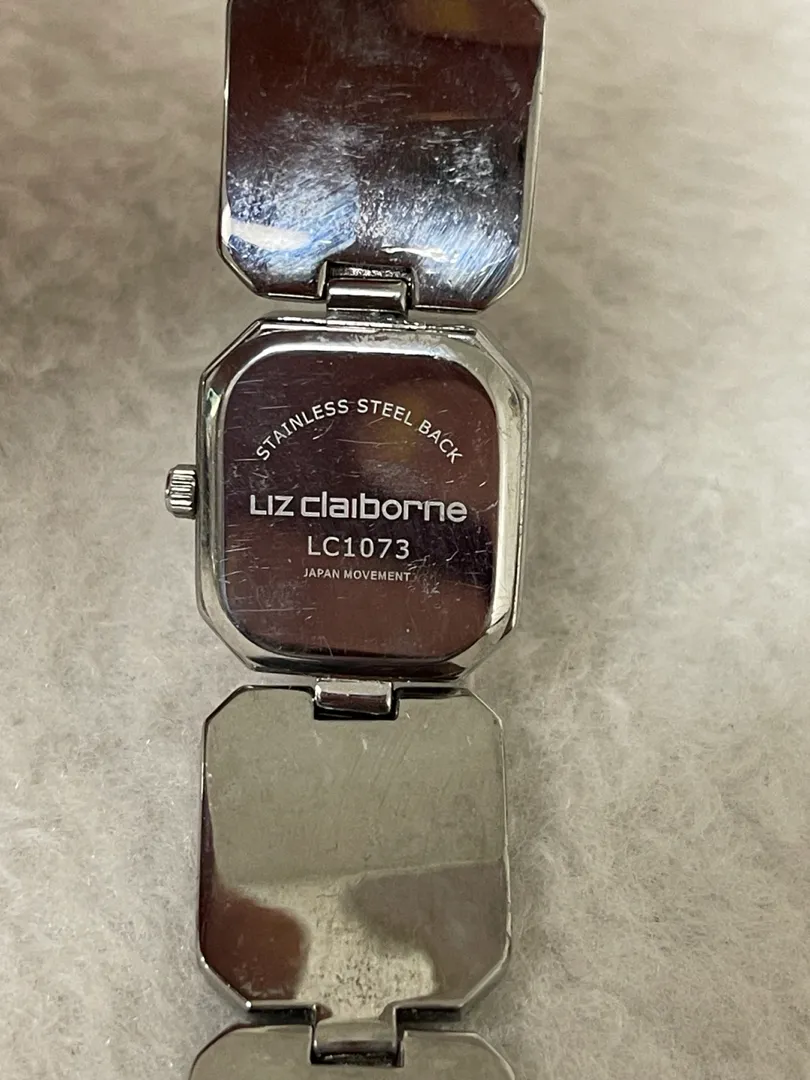 STAINLESS STEEL BACK
Liz claiborne
LC1073
JAPAN MOVEMENT